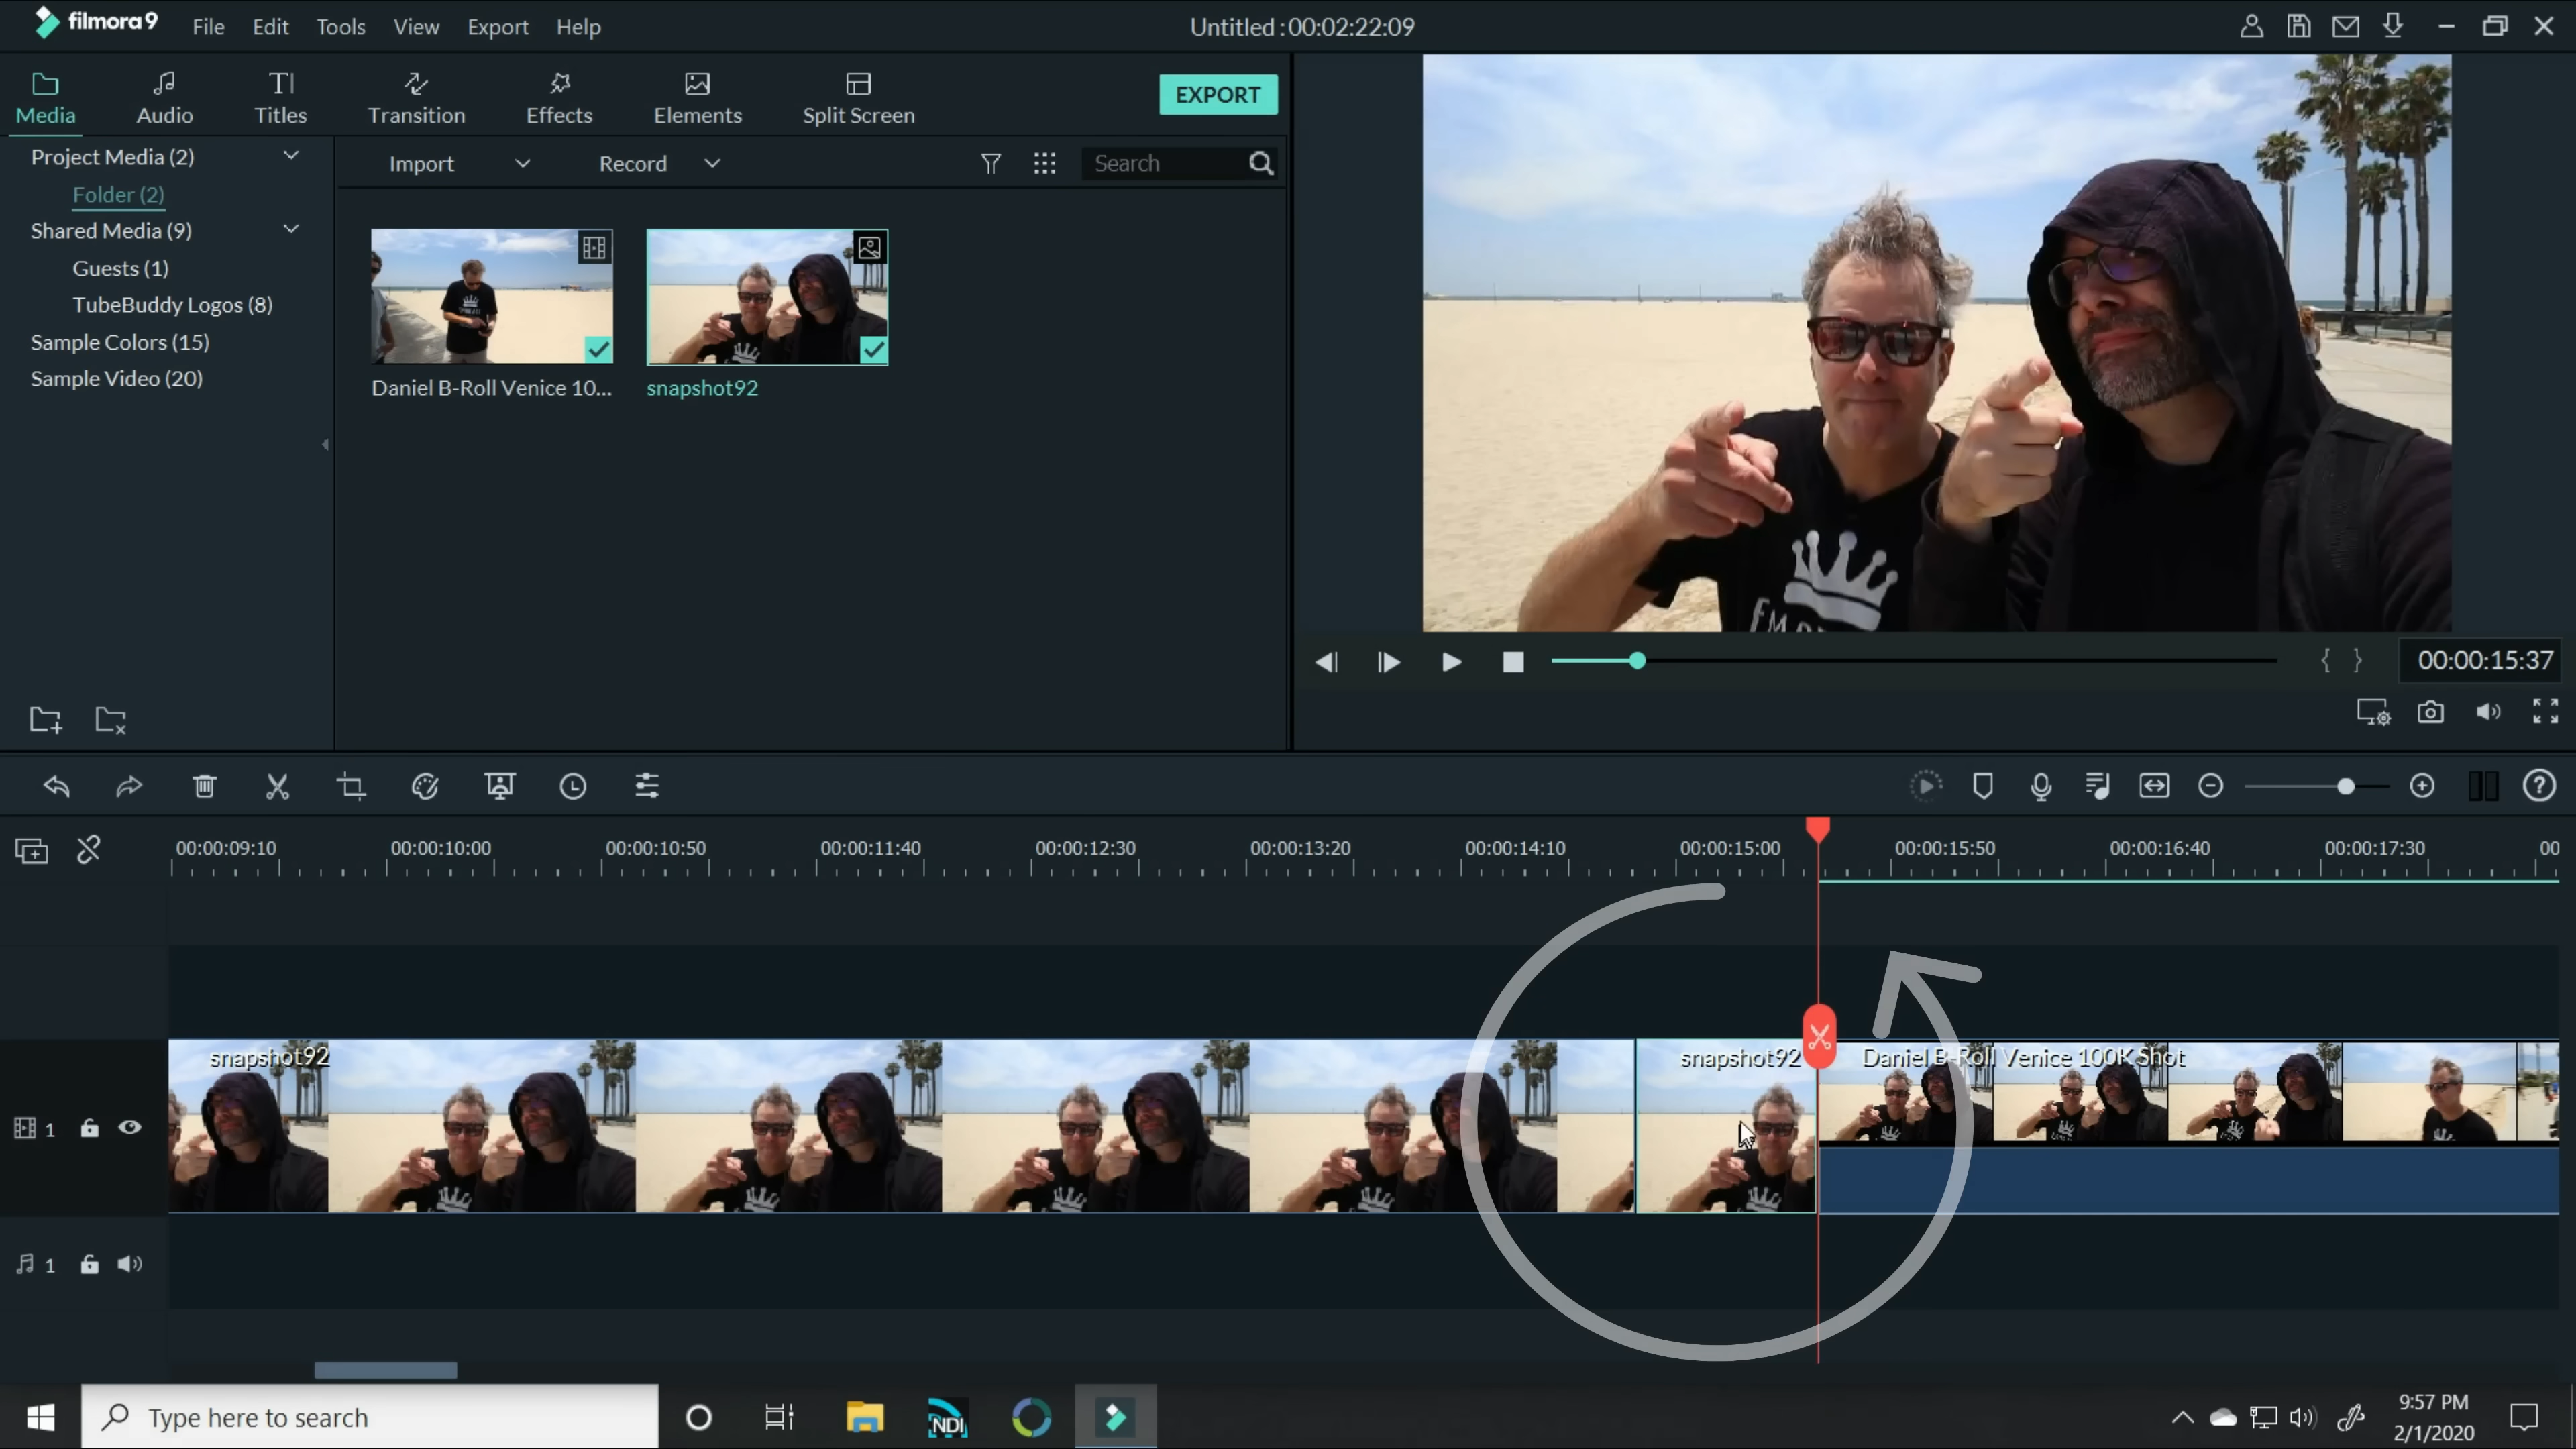 filmora9 File Edit Tools View Export Help Untitled : 00:02:22:09
Media Audio Titles Transition Effects Elements Split Screen EXPORT
Project Media (2)
Folder (2)
Shared Media (9)
Guests (1)
TubeBuddy Logos (8)
Sample Colors (15)
Sample Video (20)
Import Record Search
Daniel B-Roll Venice 10... snapshot92
00:00:15:37
00:00:09:10 00:00:10:00 00:00:10:50 00:00:11:40 00:00:12:30 00:00:13:20 00:00:14:10 00:00:15:00 00:00:15:50 00:00:16:40 00:00:17:30 00
snapshot92 snapshot92 Daniel B-Roll Venice 100K Shot
1
1
Type here to search
NDI
9:57 PM
2/1/2020